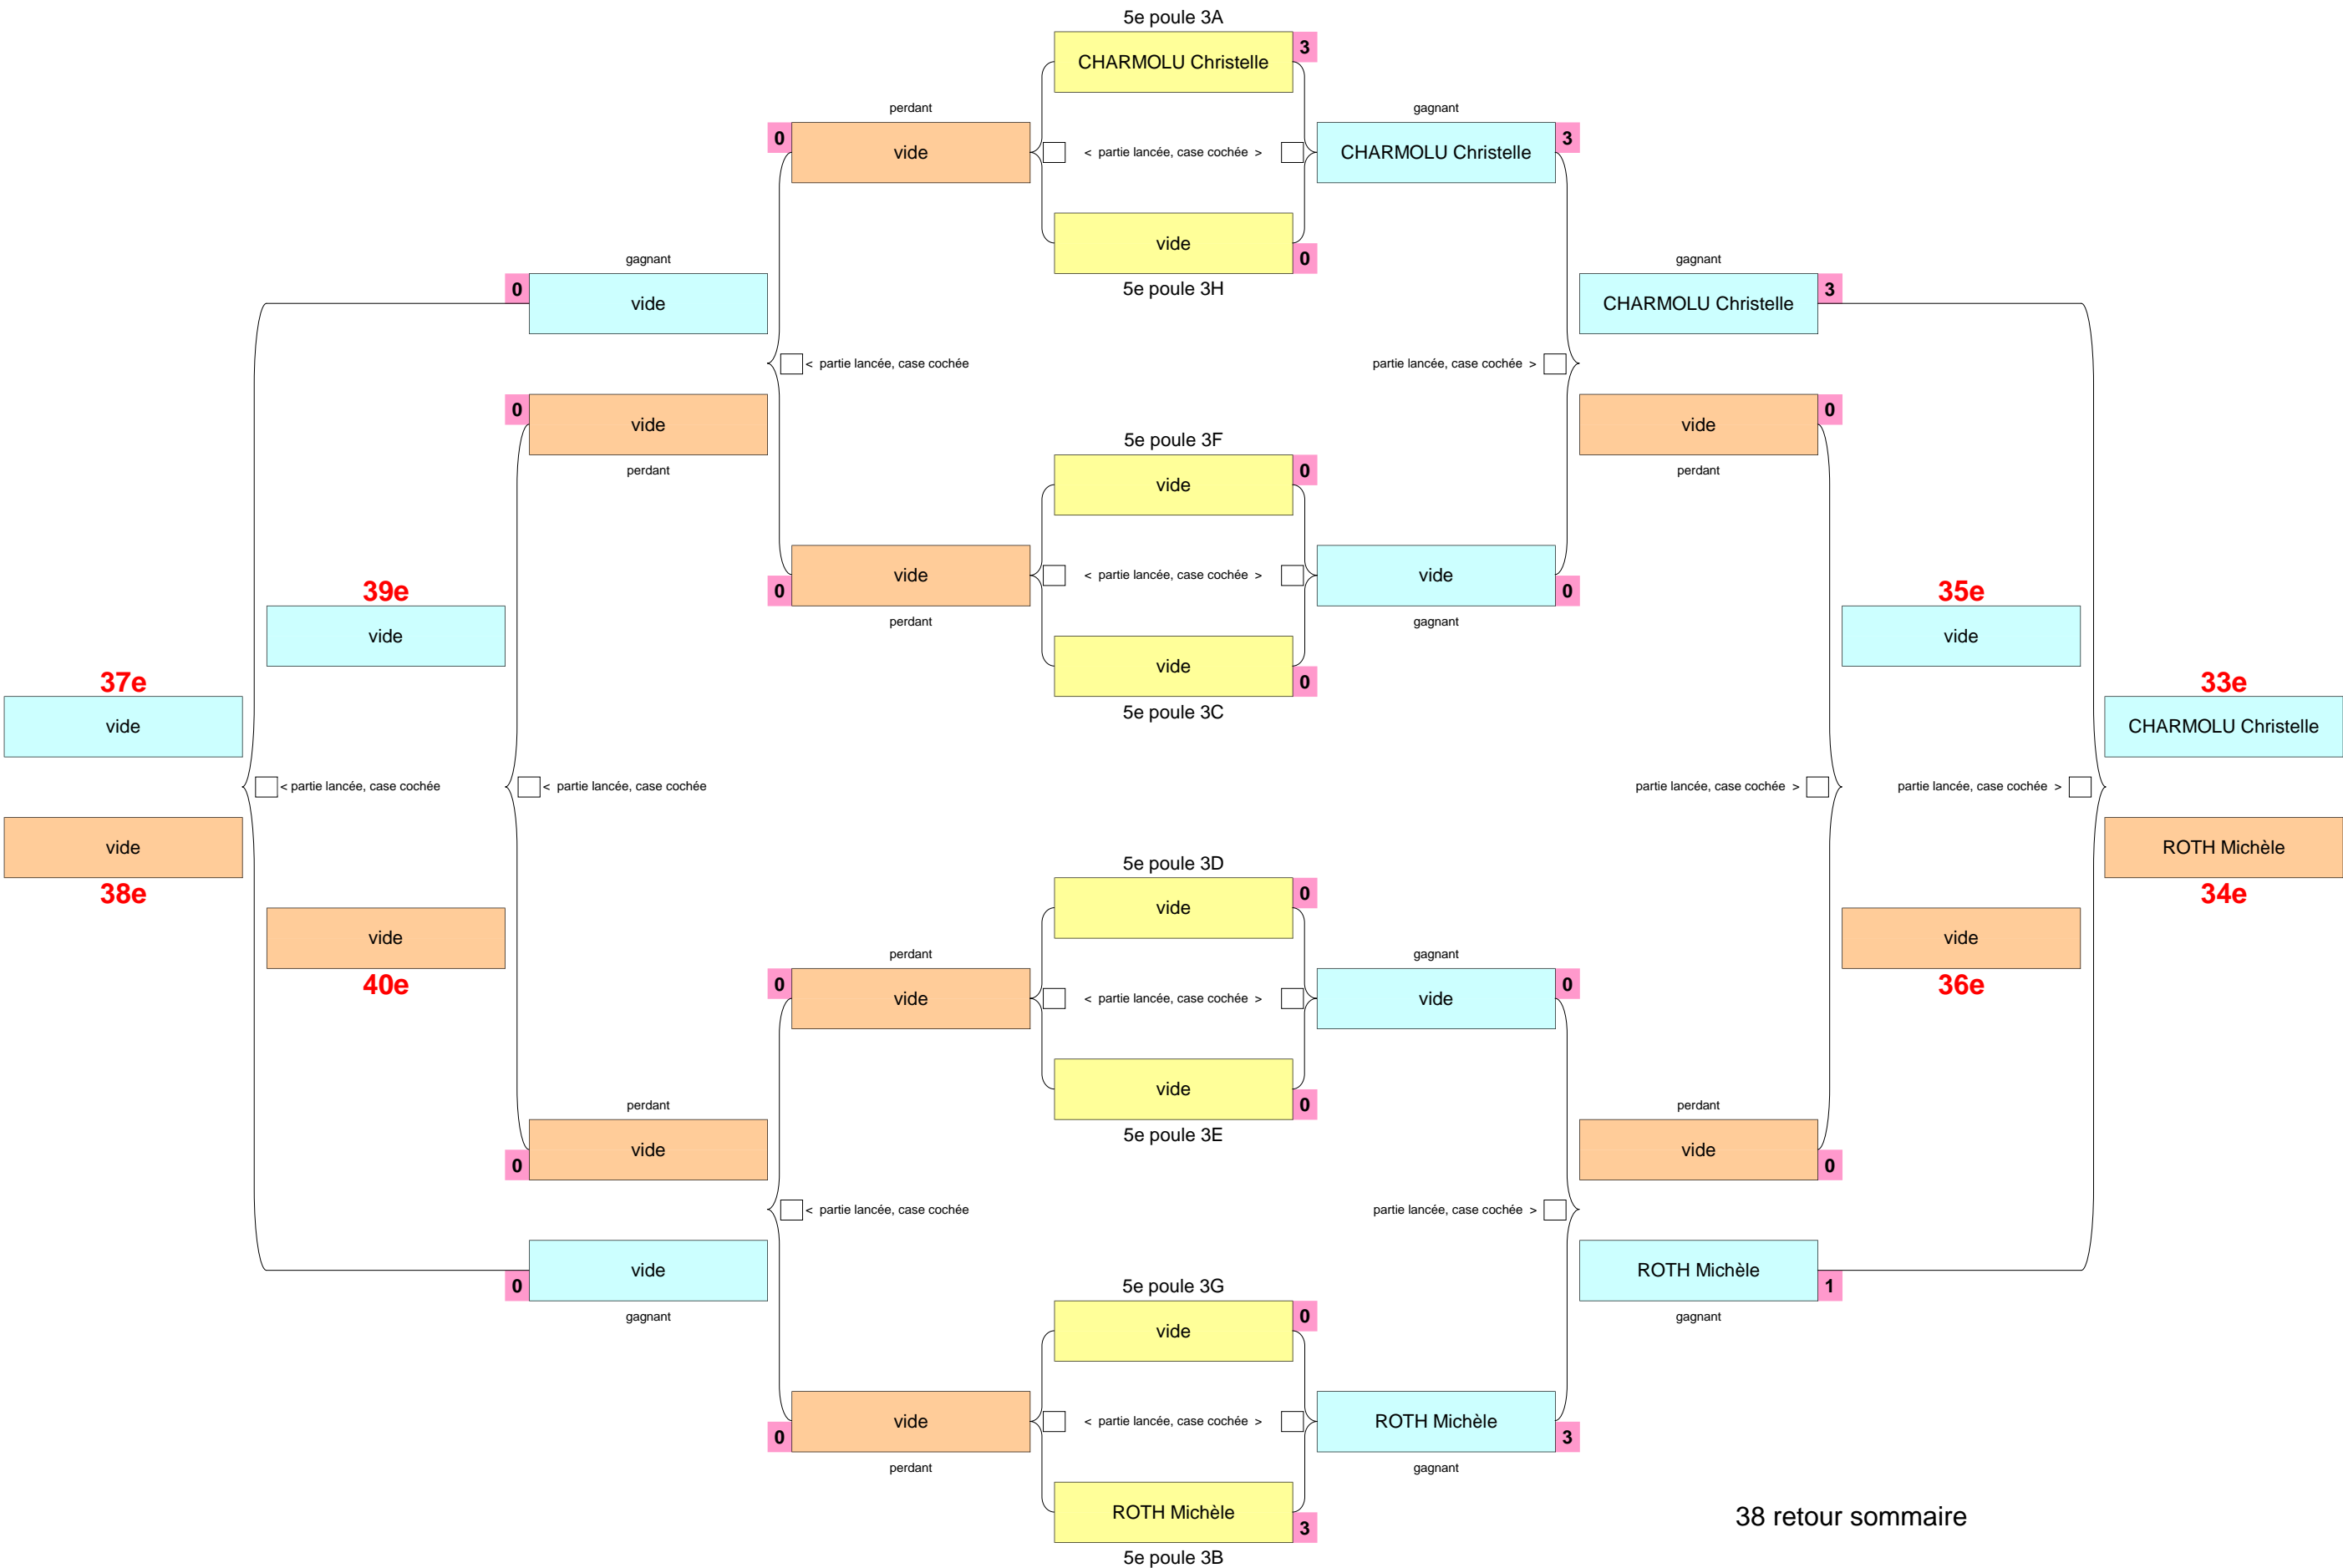 5e poule 3A
CHARMOLU Christelle 3
perdant gagnant
0 vide < partie lancée, case cochée > CHARMOLU Christelle 3
vide
0
5e poule 3H
gagnant gagnant
0 vide CHARMOLU Christelle 3
< partie lancée, case cochée partie lancée, case cochée >
0 vide vide 0
perdant perdant
5e poule 3F
vide 0
vide < partie lancée, case cochée > vide
0 0
perdant gagnant
39e 35e
vide vide
vide
0
5e poule 3C
37e 33e
vide CHARMOLU Christelle
< partie lancée, case cochée < partie lancée, case cochée partie lancée, case cochée > partie lancée, case cochée >
vide ROTH Michèle
38e 34e
5e poule 3D
vide 0
vide vide
40e 36e
perdant gagnant
0 vide < partie lancée, case cochée > vide 0
vide
0
5e poule 3E
perdant perdant
vide vide
0 0
< partie lancée, case cochée partie lancée, case cochée >
vide ROTH Michèle
0 1
gagnant gagnant
5e poule 3G
vide 0
vide < partie lancée, case cochée > ROTH Michèle
0 3
perdant gagnant
ROTH Michèle
3
5e poule 3B
38 retour sommaire